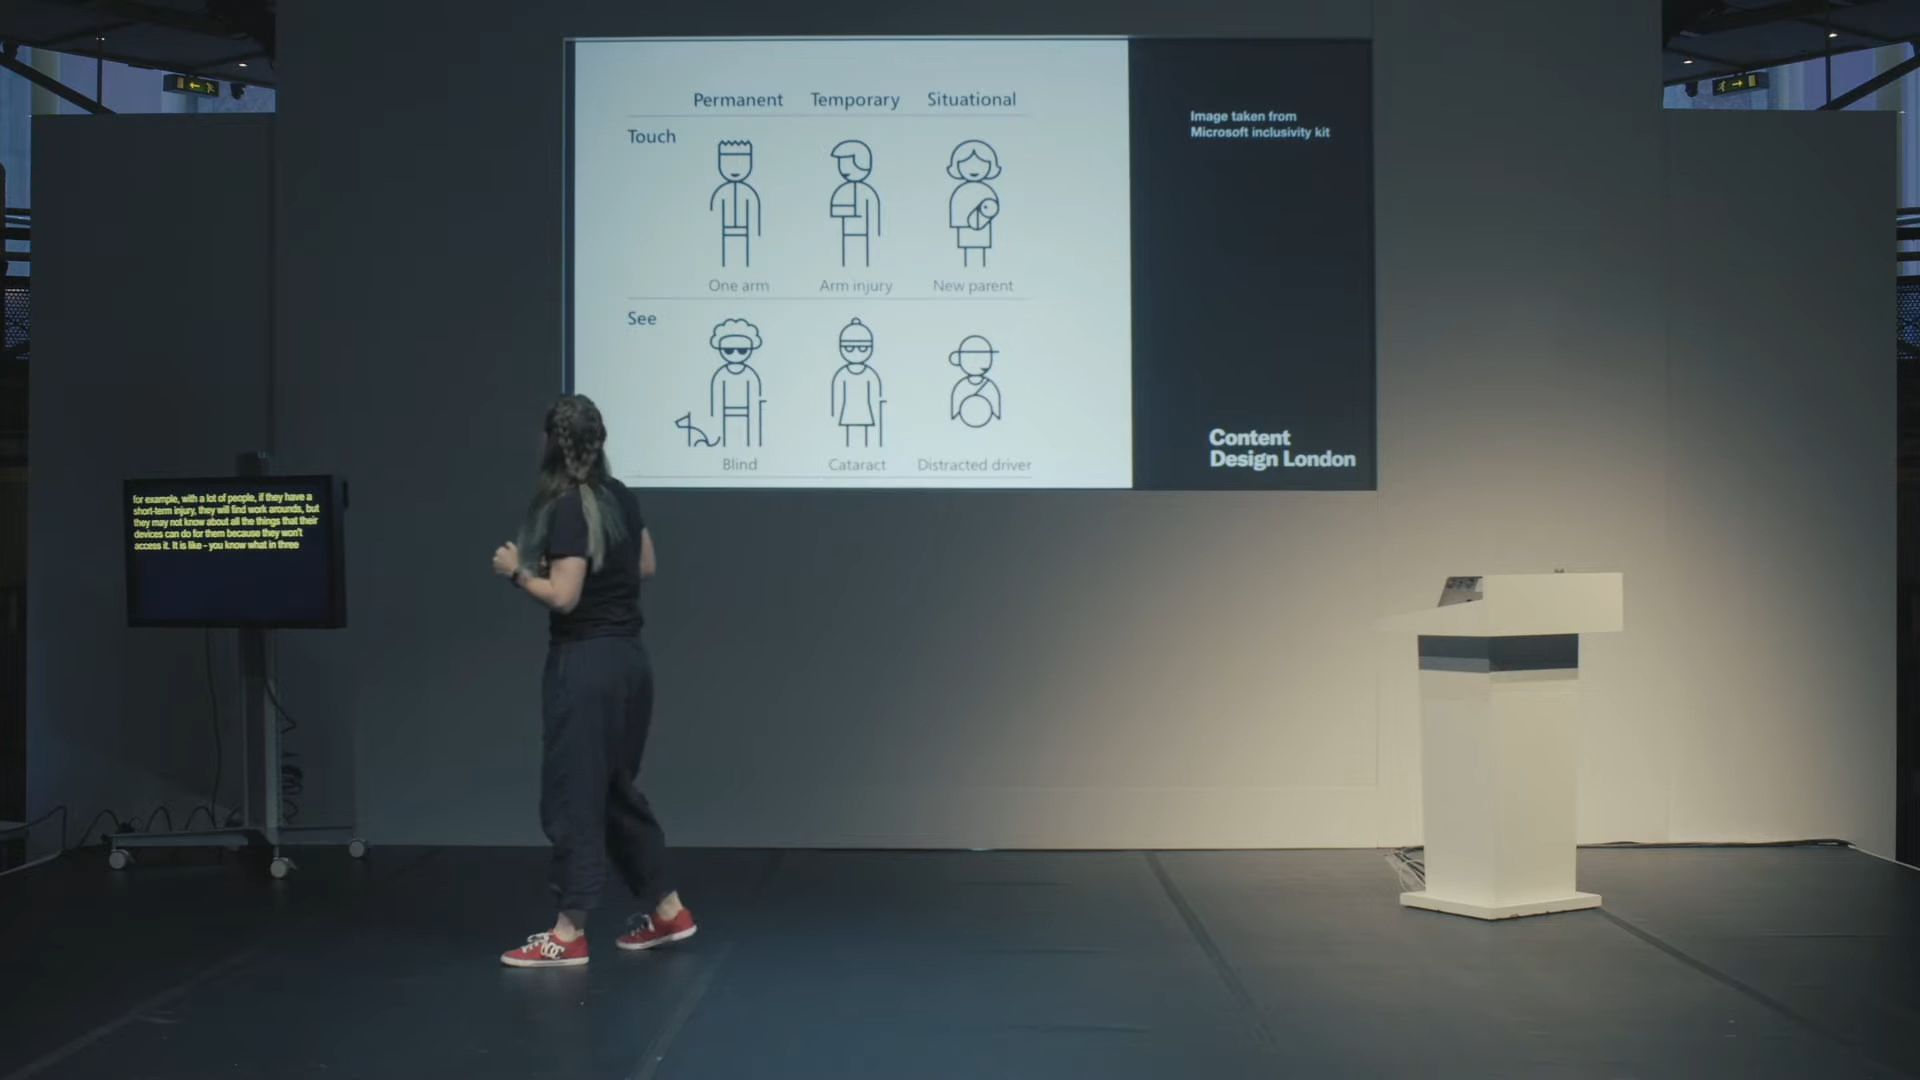 Permanent Temporary Situational
Touch
One arm Arm injury New parent
See
Blind Cataract Distracted driver
Image taken from
Microsoft inclusivity kit
Content
Design London
for example, with a lot of people, if they have a
short-term injury, they will find work arounds, but
they may not know about all the things that their
devices can do for them because they won't
access it. It is like - you know what in three